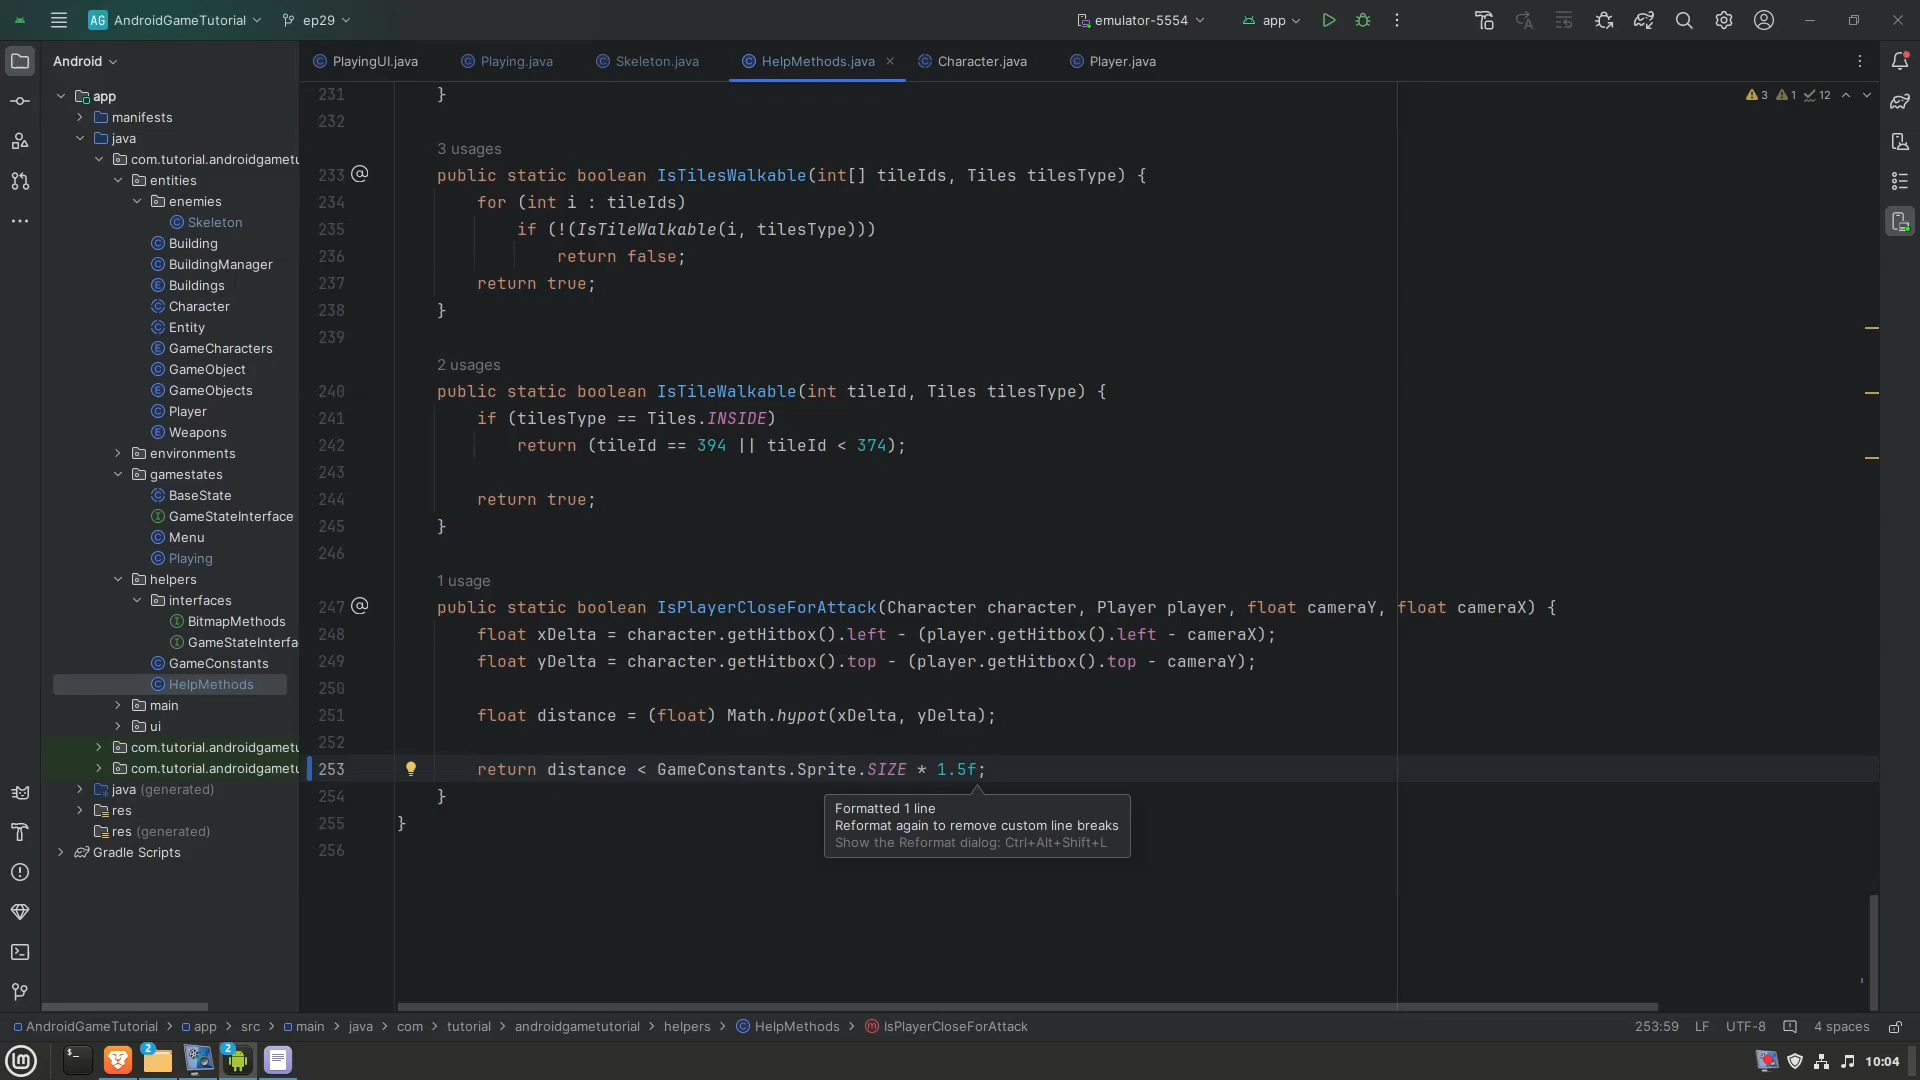 AG AndroidGameTutorial ep29 emulator-5554 app
Android PlayingUI.java Playing.java Skeleton.java HelpMethods.java Character.java Player.java
app
manifests
java
com.tutorial.androidgametu
entities
enemies
Skeleton
Building
BuildingManager
Buildings
Character
Entity
GameCharacters
GameObject
GameObjects
Player
Weapons
environments
gamestates
BaseState
GameStateInterface
Menu
Playing
helpers
interfaces
BitmapMethods
GameStateInterfa
GameConstants
HelpMethods
main
ui
com.tutorial.androidgametu
com.tutorial.androidgametu
java (generated)
res
res (generated)
Gradle Scripts
3 1 12
231 }
232
3 usages
233 public static boolean IsTilesWalkable(int[] tileIds, Tiles tilesType) {
234 for (int i : tileIds)
235 if (!(IsTileWalkable(i, tilesType)))
236 return false;
237 return true;
238 }
239
2 usages
240 public static boolean IsTileWalkable(int tileId, Tiles tilesType) {
241 if (tilesType == Tiles.INSIDE)
242 return (tileId == 394 || tileId < 374);
243
244 return true;
245 }
246
1 usage
247 public static boolean IsPlayerCloseForAttack(Character character, Player player, float cameraY, float cameraX) {
248 float xDelta = character.getHitbox().left - (player.getHitbox().left - cameraX);
249 float yDelta = character.getHitbox().top - (player.getHitbox().top - cameraY);
250
251 float distance = (float) Math.hypot(xDelta, yDelta);
252
253 return distance < GameConstants.Sprite.SIZE * 1.5f;
254 }
255 }
256
Formatted 1 line
Reformat again to remove custom line breaks
Show the Reformat dialog: Ctrl+Alt+Shift+L
AndroidGameTutorial > app > src > main > java > com > tutorial > androidgametutorial > helpers > HelpMethods > IsPlayerCloseForAttack 253:59 LF UTF-8 4 spaces
2 2 10:04